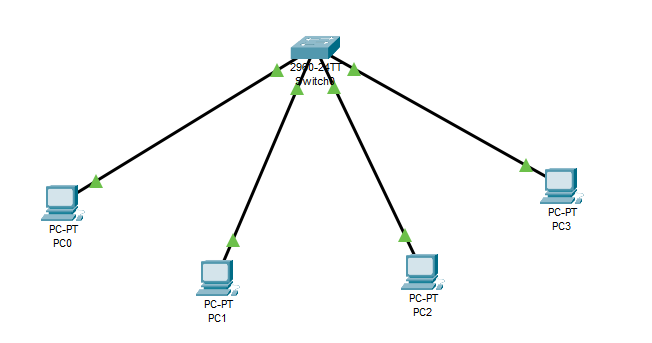 2960-24TT
Switch0
PC-PT
PC0
PC-PT
PC1
PC-PT
PC2
PC-PT
PC3